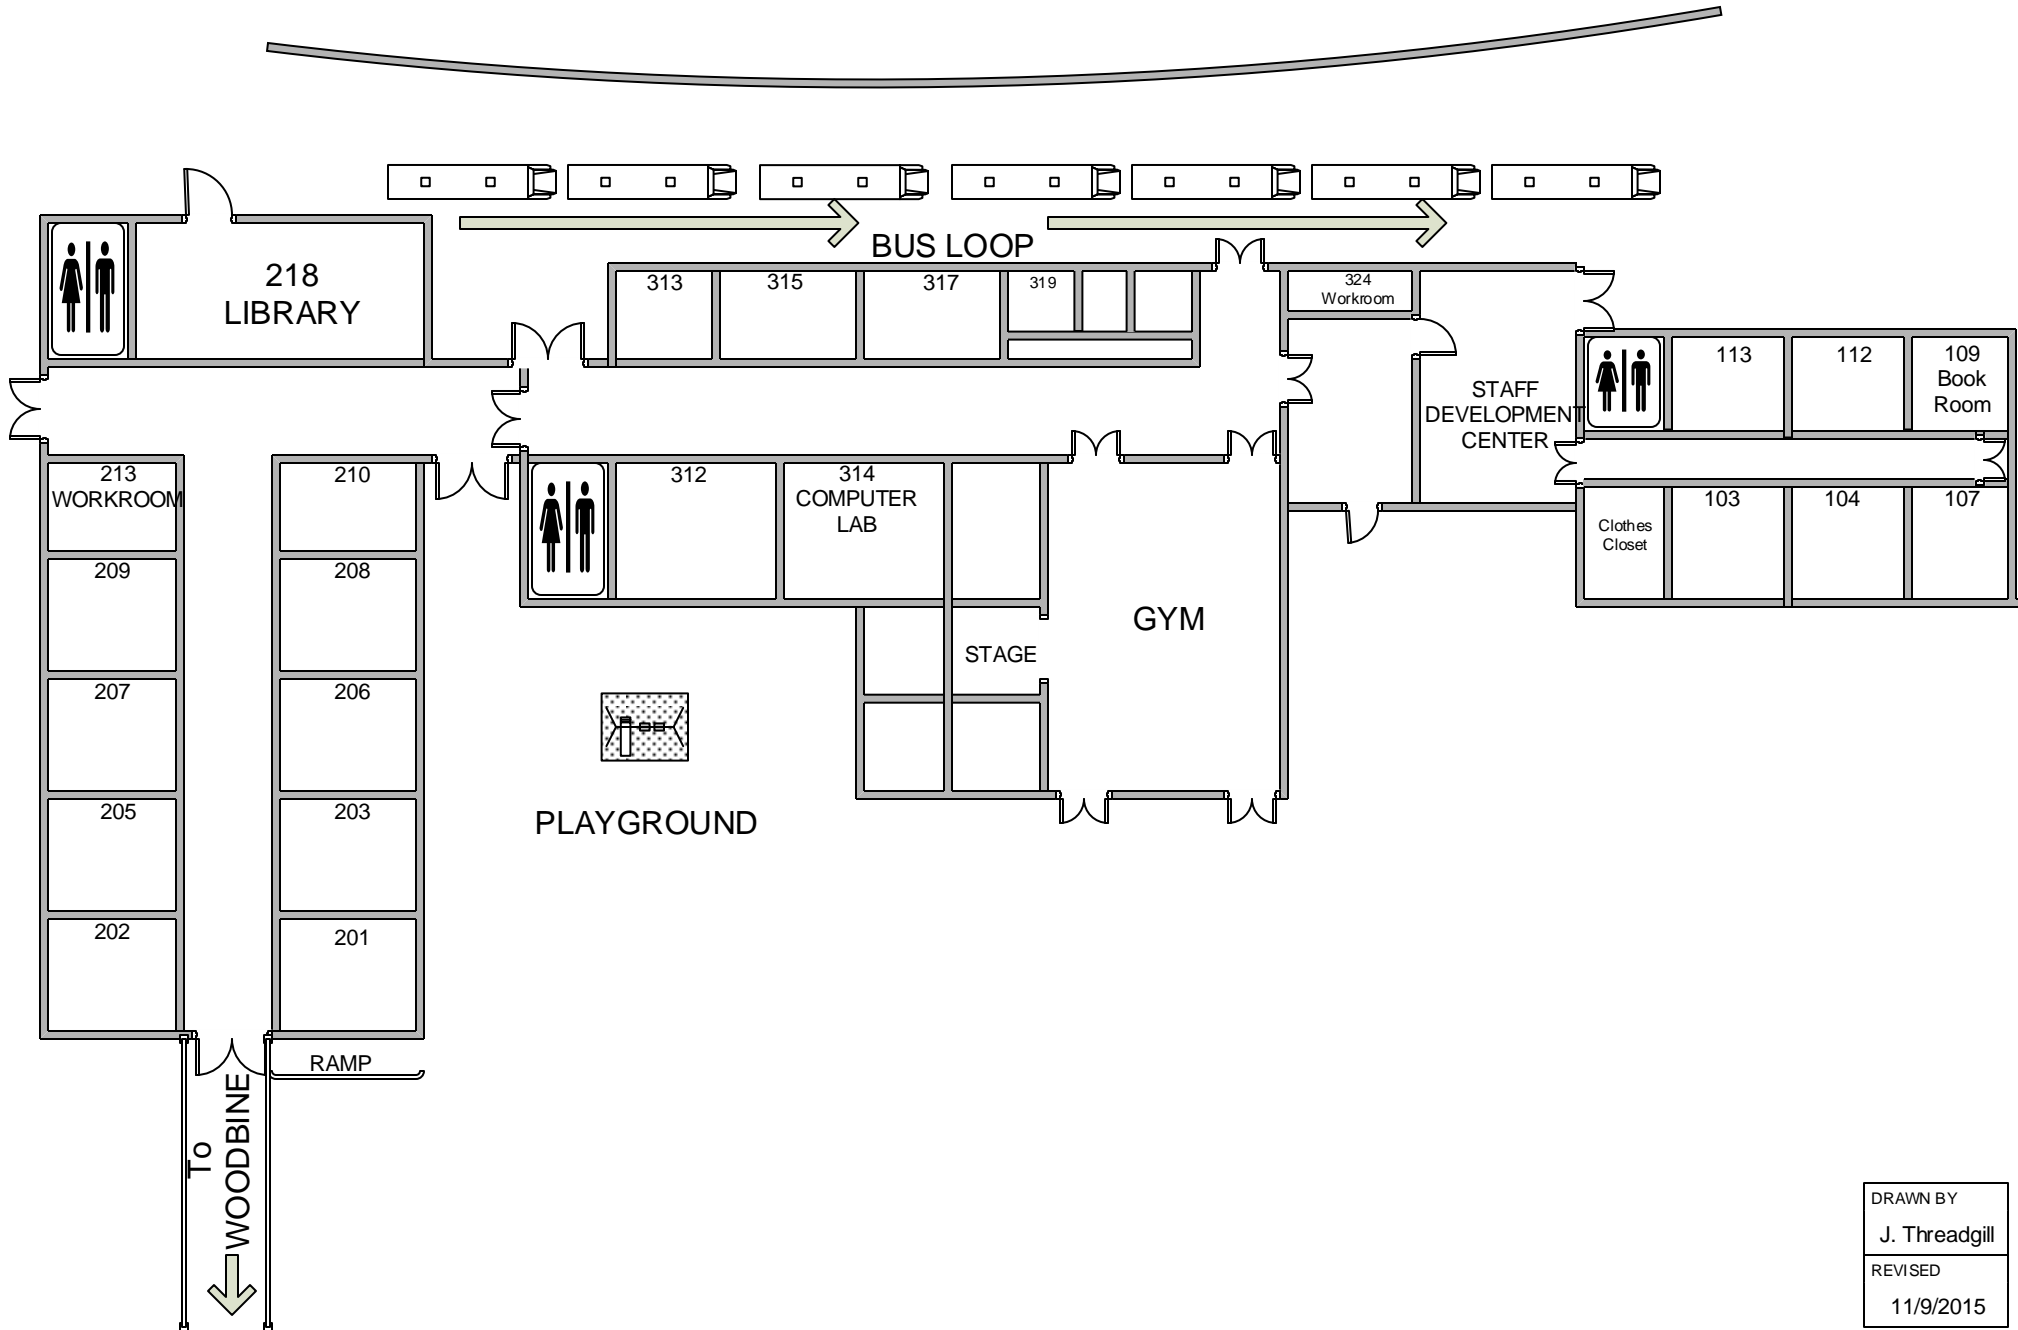 BUS LOOP
218
LIBRARY
313
315
317
319
324
Workroom
113
112
109
Book
Room
STAFF
DEVELOPMENT
CENTER
213
WORKROOM
210
312
314
COMPUTER
LAB
103
104
107
Clothes
Closet
209
208
GYM
STAGE
207
206
205
203
PLAYGROUND
202
201
RAMP
To
WOODBINE
DRAWN BY
J. Threadgill
REVISED
11/9/2015